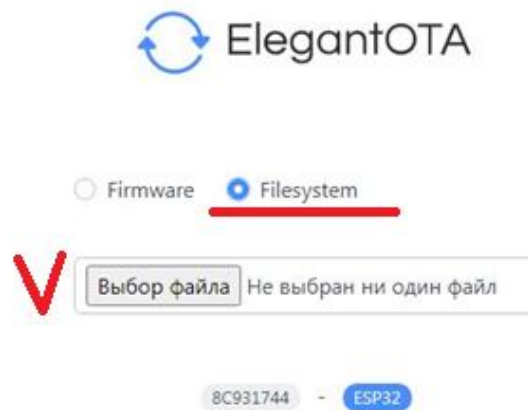 ElegantOTA
Firmware Filesystem
Выбор файла Не выбран ни один файл
8C931744 - ESP32